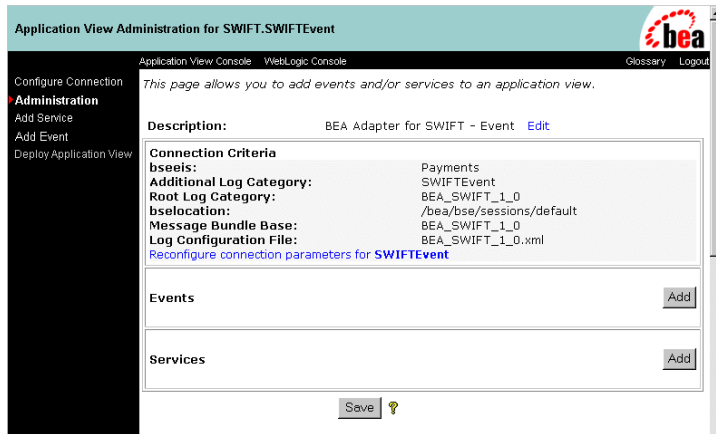 Application View Administration for SWIFT.SWIFTEvent
bea
Application View Console WebLogic Console Glossary Logout
Configure Connection
Administration
Add Service
Add Event
Deploy Application View
This page allows you to add events and/or services to an application view.
Description: BEA Adapter for SWIFT - Event Edit
Connection Criteria
bseeis: Payments
Additional Log Category: SWIFTEvent
Root Log Category: BEA_SWIFT_1_0
bselocation: /bea/bse/sessions/default
Message Bundle Base: BEA_SWIFT_1_0
Log Configuration File: BEA_SWIFT_1_0.xml
Reconfigure connection parameters for SWIFTEvent
Events Add
Services Add
Save ?